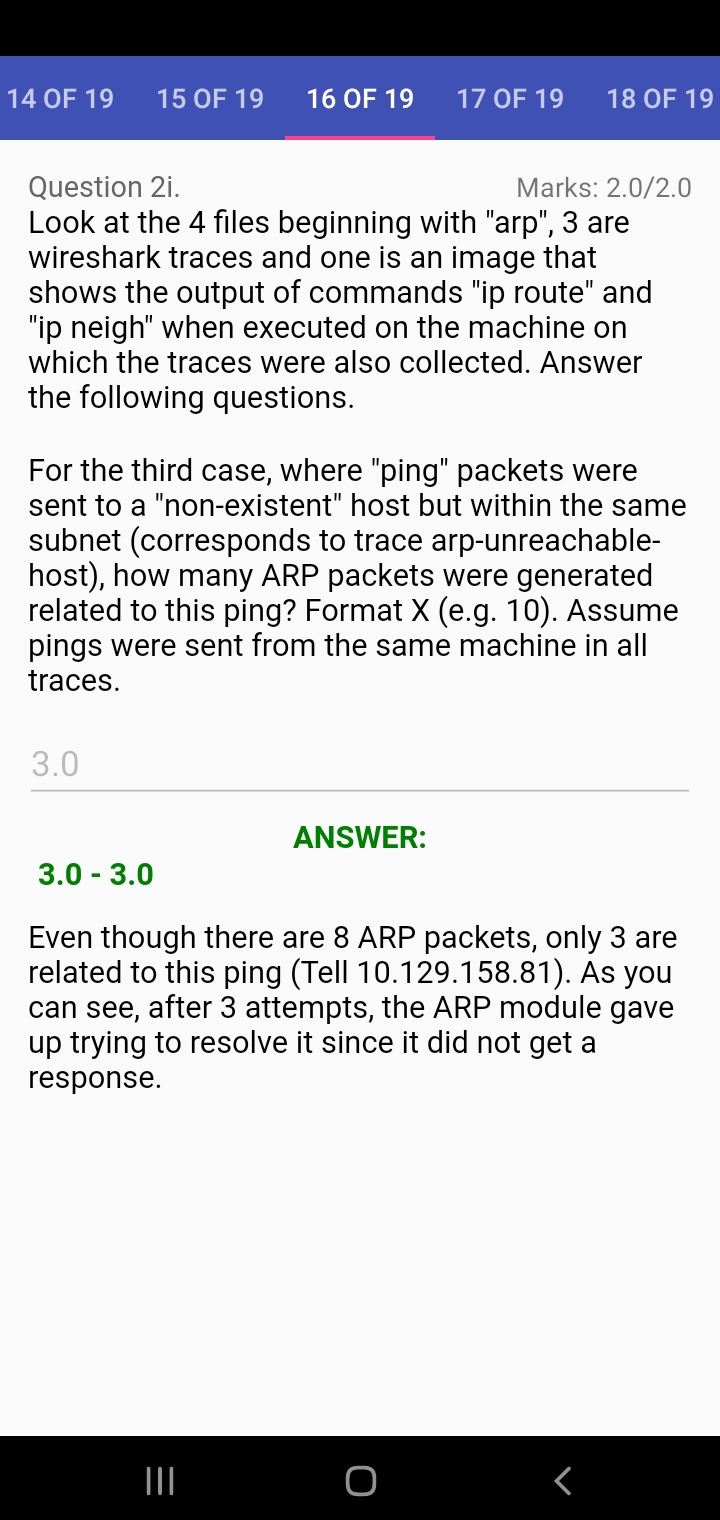 14 OF 19 15 OF 19 16 OF 19 17 OF 19 18 OF 19
Question 2i. Marks: 2.0/2.0
Look at the 4 files beginning with "arp", 3 are
wireshark traces and one is an image that
shows the output of commands "ip route" and
"ip neigh" when executed on the machine on
which the traces were also collected. Answer
the following questions.
For the third case, where "ping" packets were
sent to a "non-existent" host but within the same
subnet (corresponds to trace arp-unreachable-
host), how many ARP packets were generated
related to this ping? Format X (e.g. 10). Assume
pings were sent from the same machine in all
traces.
3.0
ANSWER:
3.0 - 3.0
Even though there are 8 ARP packets, only 3 are
related to this ping (Tell 10.129.158.81). As you
can see, after 3 attempts, the ARP module gave
up trying to resolve it since it did not get a
response.